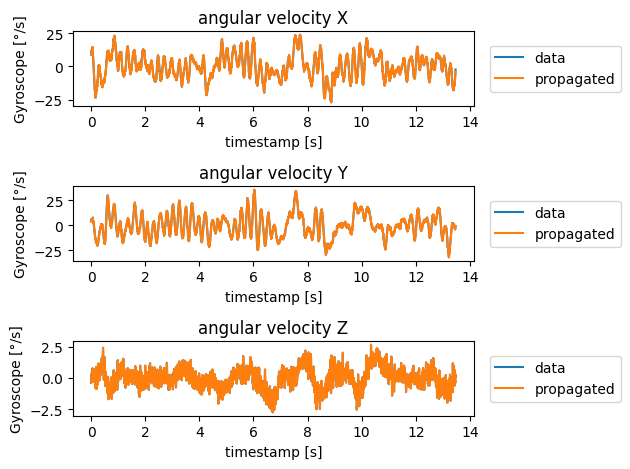 angular velocity X
Gyroscope [°/s]
25
0
−25
0 2 4 6 8 10 12 14
timestamp [s]
data
propagated
angular velocity Y
Gyroscope [°/s]
25
0
−25
0 2 4 6 8 10 12 14
timestamp [s]
data
propagated
angular velocity Z
Gyroscope [°/s]
2.5
0.0
−2.5
0 2 4 6 8 10 12 14
timestamp [s]
data
propagated